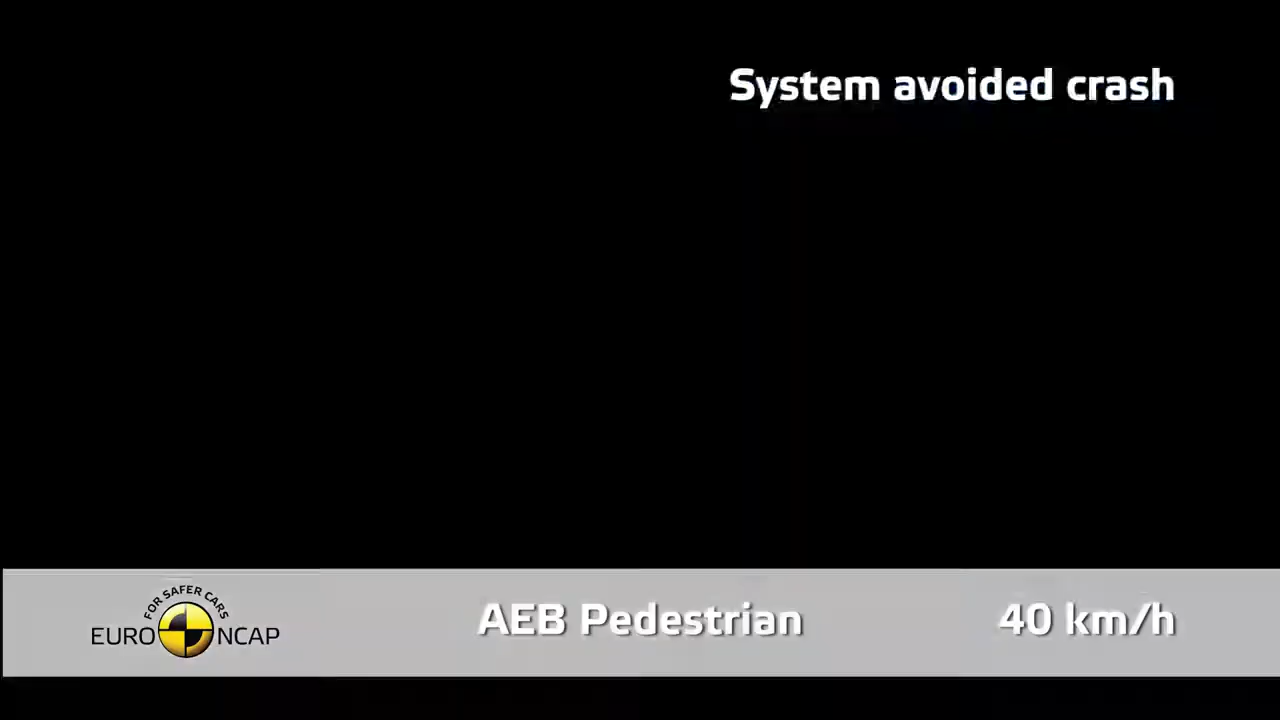 System avoided crash
FOR SAFER CARS
EURO NCAP
AEB Pedestrian
40 km/h